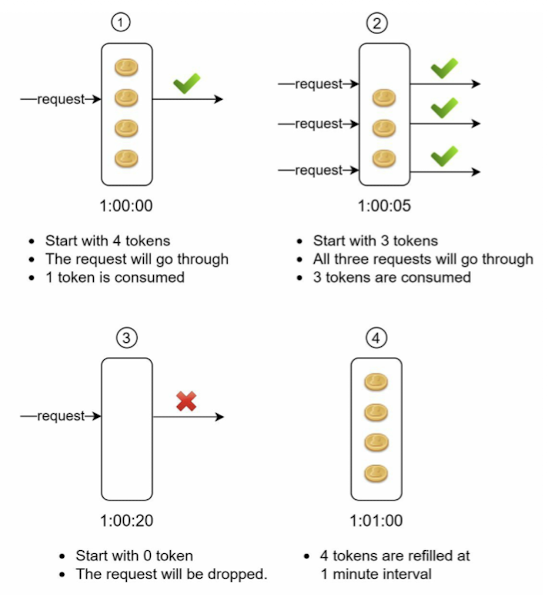 1
request
1:00:00
• Start with 4 tokens
• The request will go through
• 1 token is consumed
2
request
request
request
1:00:05
• Start with 3 tokens
• All three requests will go through
• 3 tokens are consumed
3
request
1:00:20
• Start with 0 token
• The request will be dropped.
4
1:01:00
• 4 tokens are refilled at
1 minute interval